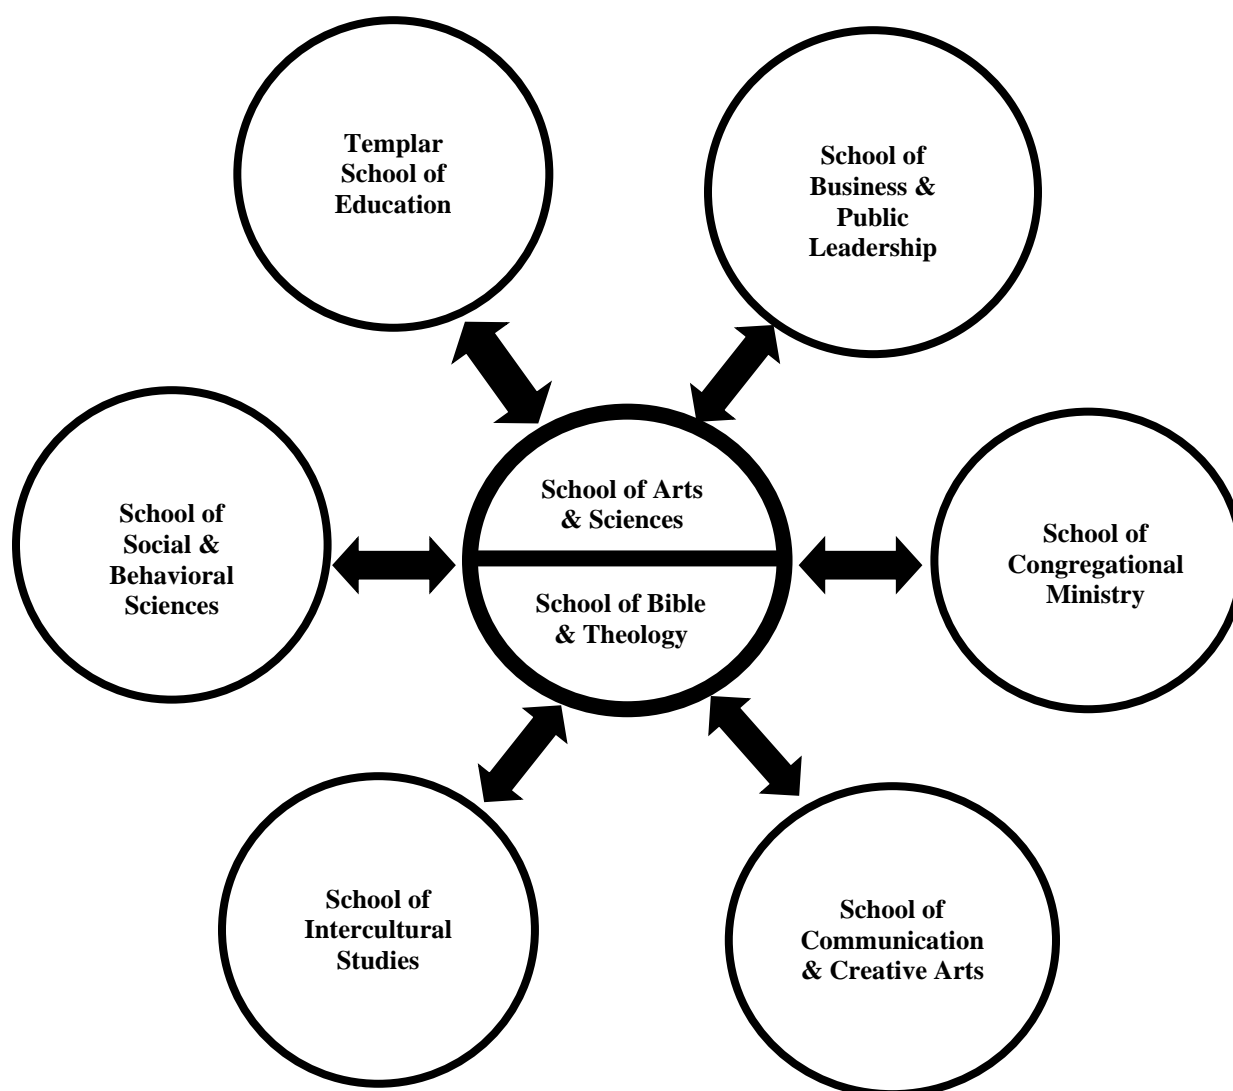 Templar
School of
Education
School of
Business &
Public
Leadership
School of Arts
& Sciences
School of Bible
& Theology
School of
Social &
Behavioral
Sciences
School of
Congregational
Ministry
School of
Intercultural
Studies
School of
Communication
& Creative Arts